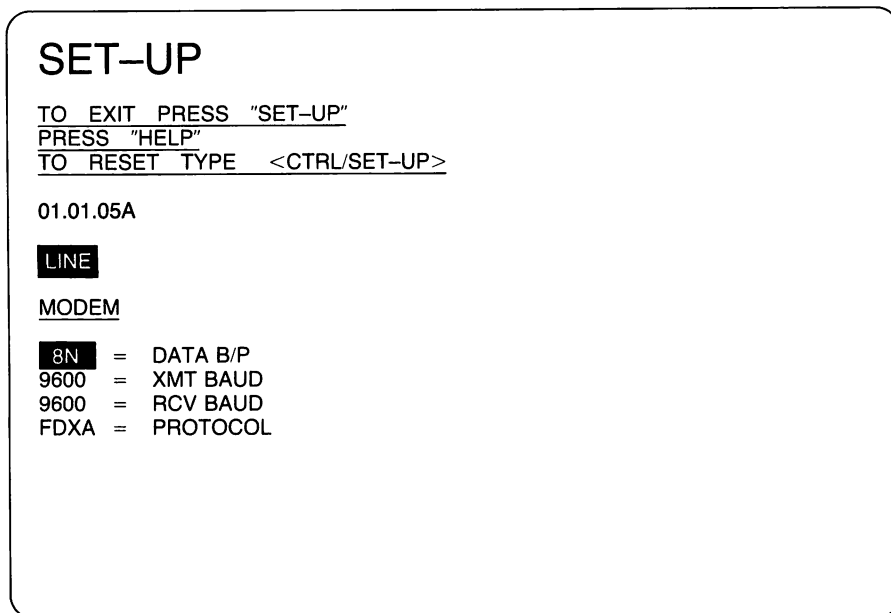 SET–UP
TO EXIT PRESS "SET–UP"
PRESS "HELP"
TO RESET TYPE <CTRL/SET–UP>
01.01.05A
LINE
MODEM
8N = DATA B/P
9600 = XMT BAUD
9600 = RCV BAUD
FDXA = PROTOCOL